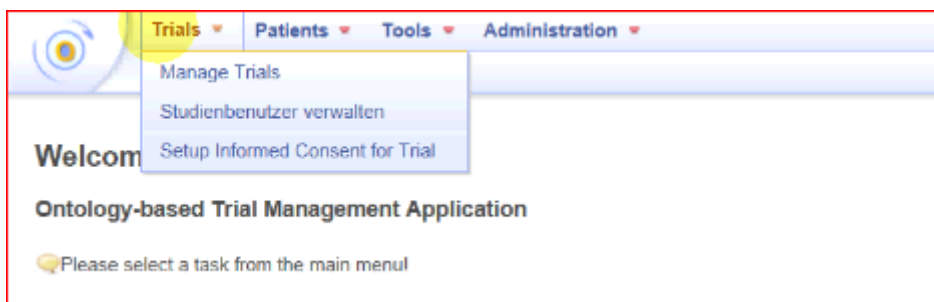 Trials Patients Tools Administration
Manage Trials
Studienbenutzer verwalten
Setup Informed Consent for Trial
Welcom
Ontology-based Trial Management Application
Please select a task from the main menu!